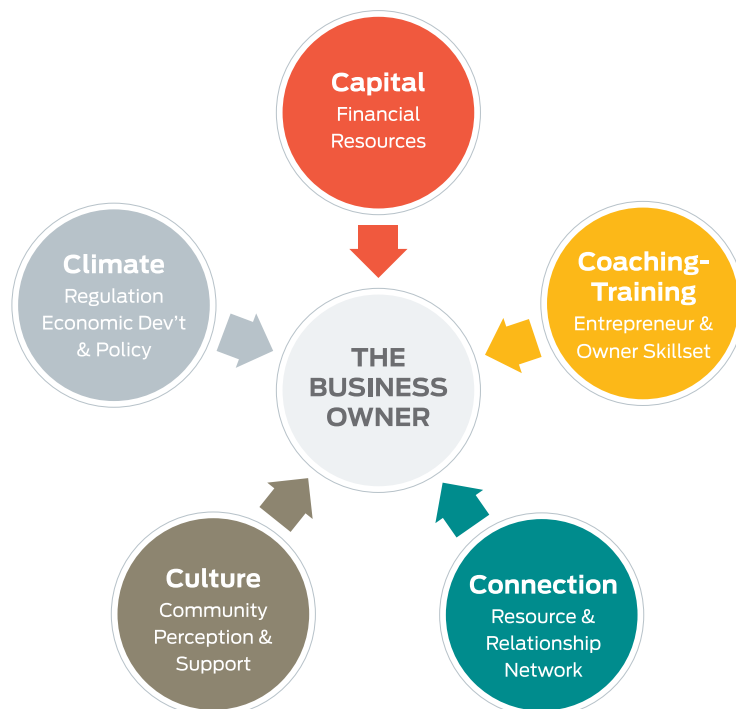 Capital
Financial
Resources
Climate
Regulation
Economic Dev't
& Policy
Coaching-
Training
Entrepreneur &
Owner Skillset
THE
BUSINESS
OWNER
Culture
Community
Perception &
Support
Connection
Resource &
Relationship
Network